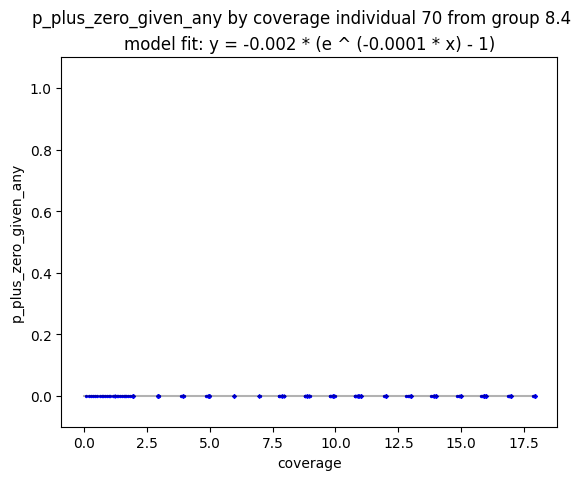 p_plus_zero_given_any by coverage individual 70 from group 8.4
model fit: y = -0.002 * (e ^ (-0.0001 * x) - 1)
1.0
0.8
0.6
0.4
0.2
0.0
p_plus_zero_given_any
0.0 2.5 5.0 7.5 10.0 12.5 15.0 17.5
coverage